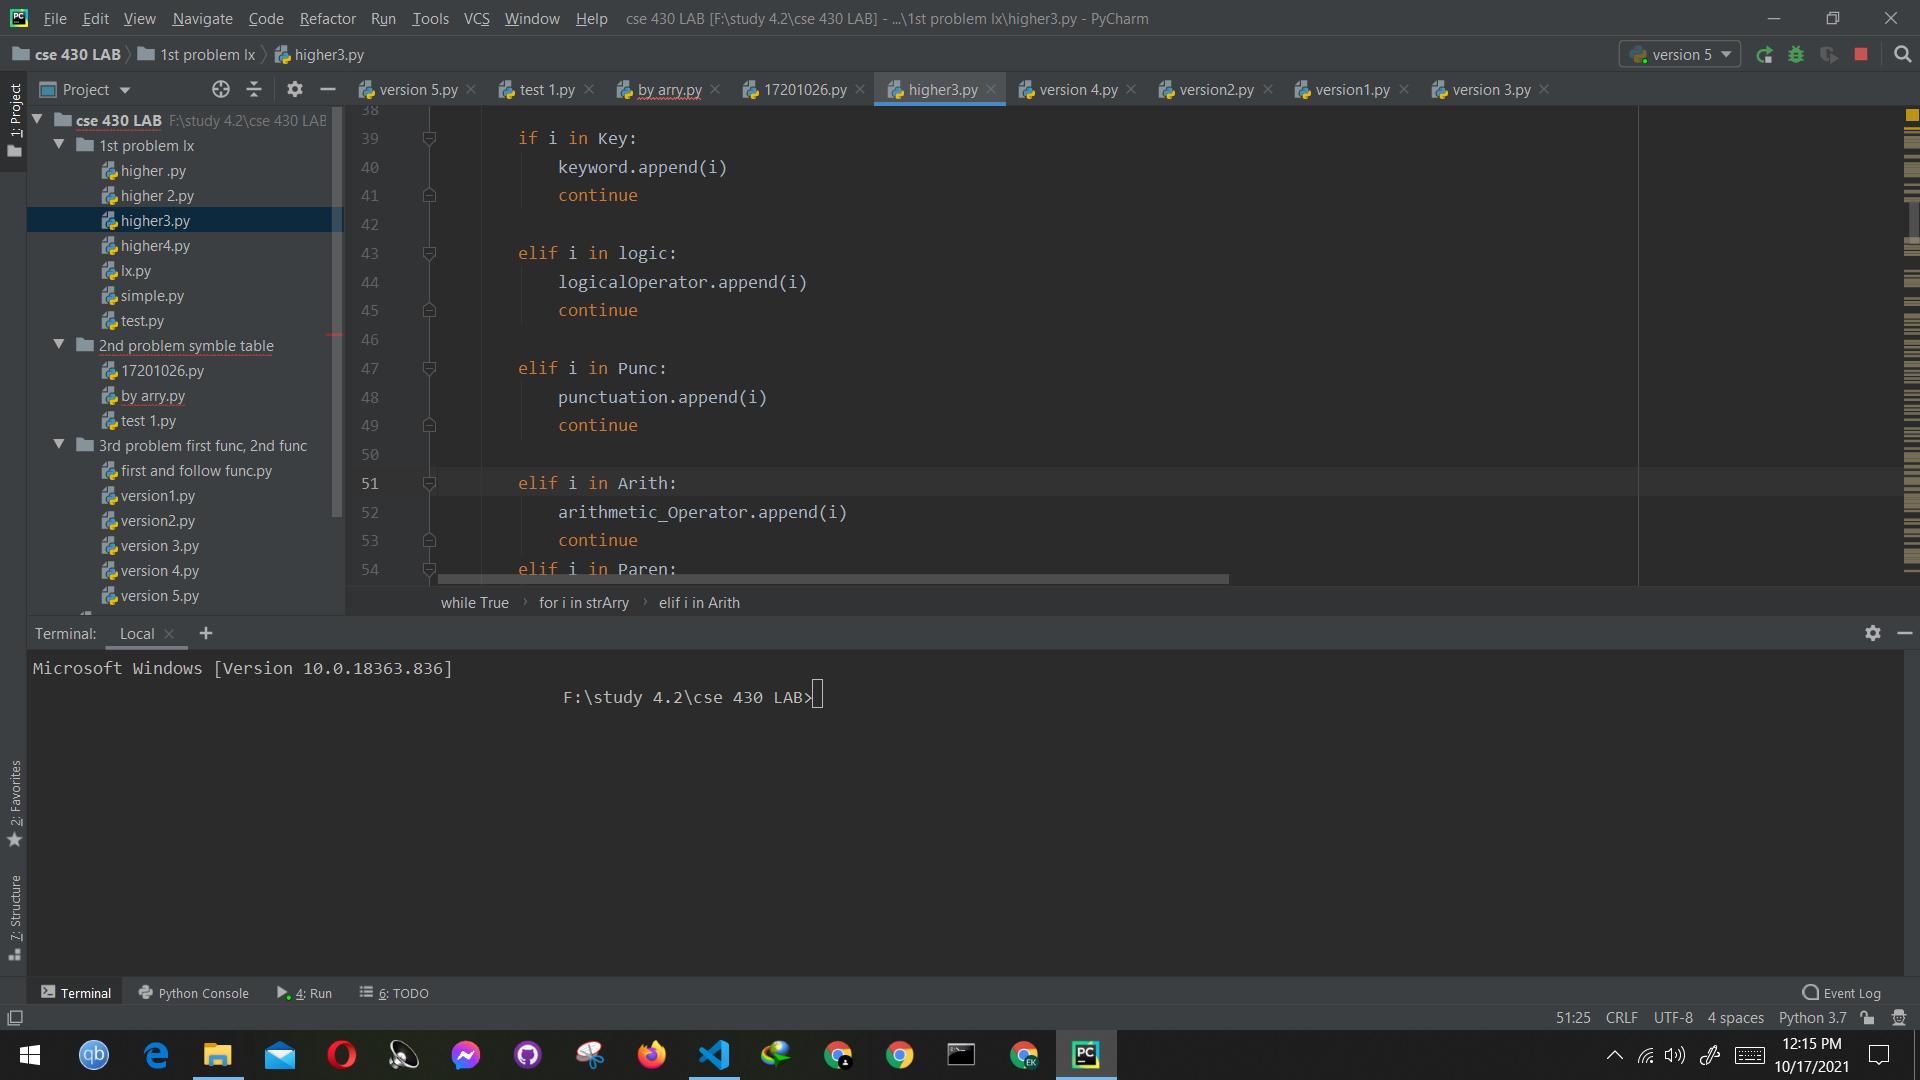 File Edit View Navigate Code Refactor Run Tools VCS Window Help cse 430 LAB [F:\study 4.2\cse 430 LAB] - ...\1st problem lx\higher3.py - PyCharm
cse 430 LAB 1st problem lx higher3.py version 5
Project version 5.py test 1.py by arry.py 17201026.py higher3.py version 4.py version2.py version1.py version 3.py
1: Project
2: Favorites
7: Structure
cse 430 LAB F:\study 4.2\cse 430 LAB
1st problem lx
higher .py
higher 2.py
higher3.py
higher4.py
lx.py
simple.py
test.py
2nd problem symble table
17201026.py
by arry.py
test 1.py
3rd problem first func, 2nd func
first and follow func.py
version1.py
version2.py
version 3.py
version 4.py
version 5.py
38
39 if i in Key:
40 keyword.append(i)
41 continue
42
43 elif i in logic:
44 logicalOperator.append(i)
45 continue
46
47 elif i in Punc:
48 punctuation.append(i)
49 continue
50
51 elif i in Arith:
52 arithmetic_Operator.append(i)
53 continue
54 elif i in Paren:
while True for i in strArry elif i in Arith
Terminal: Local
Microsoft Windows [Version 10.0.18363.836]
F:\study 4.2\cse 430 LAB>
Terminal Python Console 4: Run 6: TODO Event Log
51:25 CRLF UTF-8 4 spaces Python 3.7
qb EK PC 12:15 PM
10/17/2021